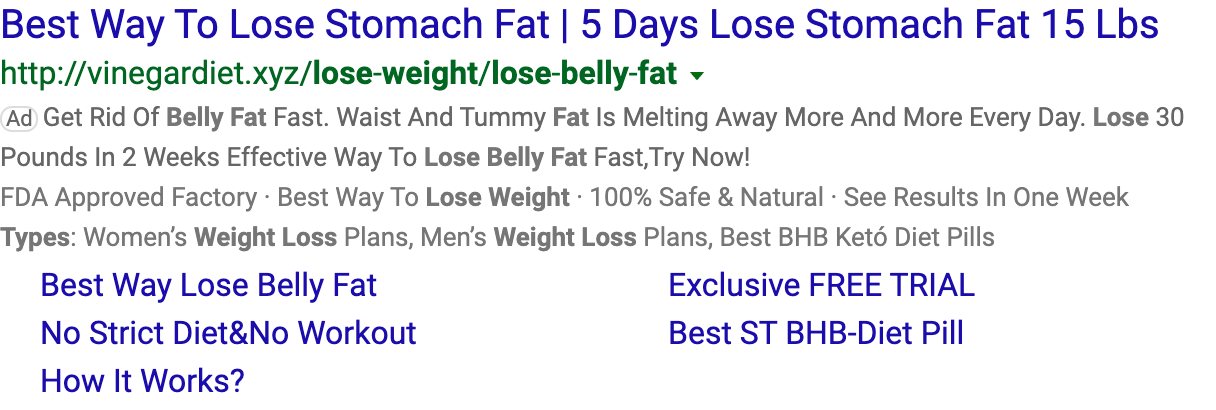 Best Way To Lose Stomach Fat | 5 Days Lose Stomach Fat 15 Lbs
http://vinegardiet.xyz/lose-weight/lose-belly-fat
Ad Get Rid Of Belly Fat Fast. Waist And Tummy Fat Is Melting Away More And More Every Day. Lose 30
Pounds In 2 Weeks Effective Way To Lose Belly Fat Fast,Try Now!
FDA Approved Factory · Best Way To Lose Weight · 100% Safe & Natural · See Results In One Week
Types: Women’s Weight Loss Plans, Men’s Weight Loss Plans, Best BHB Ketó Diet Pills
Best Way Lose Belly Fat
Exclusive FREE TRIAL
No Strict Diet&No Workout
Best ST BHB-Diet Pill
How It Works?